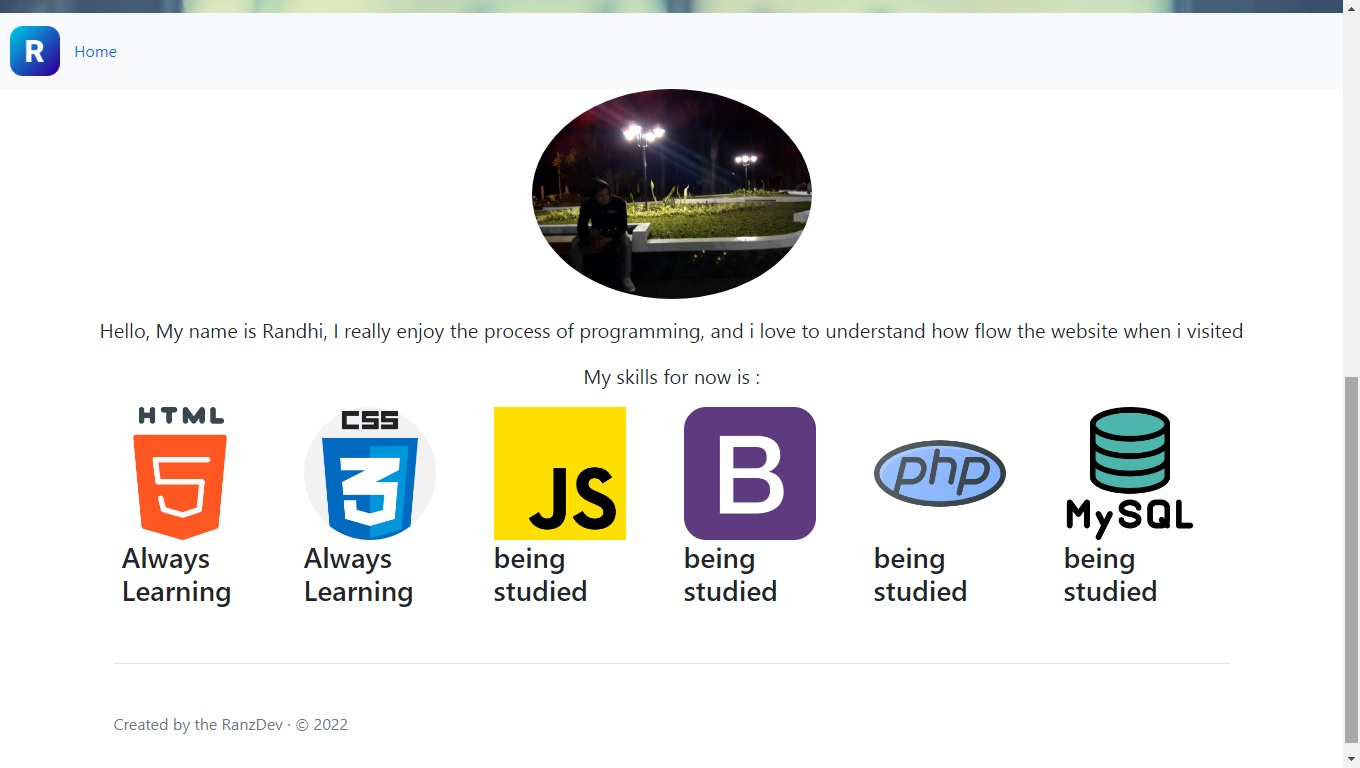 R
Home
Hello, My name is Randhi, I really enjoy the process of programming, and i love to understand how flow the website when i visited
My skills for now is :
HTML
5
CSS
3
JS
B
php
MySQL
Always
Learning
Always
Learning
being
studied
being
studied
being
studied
being
studied
Created by the RanzDev · © 2022